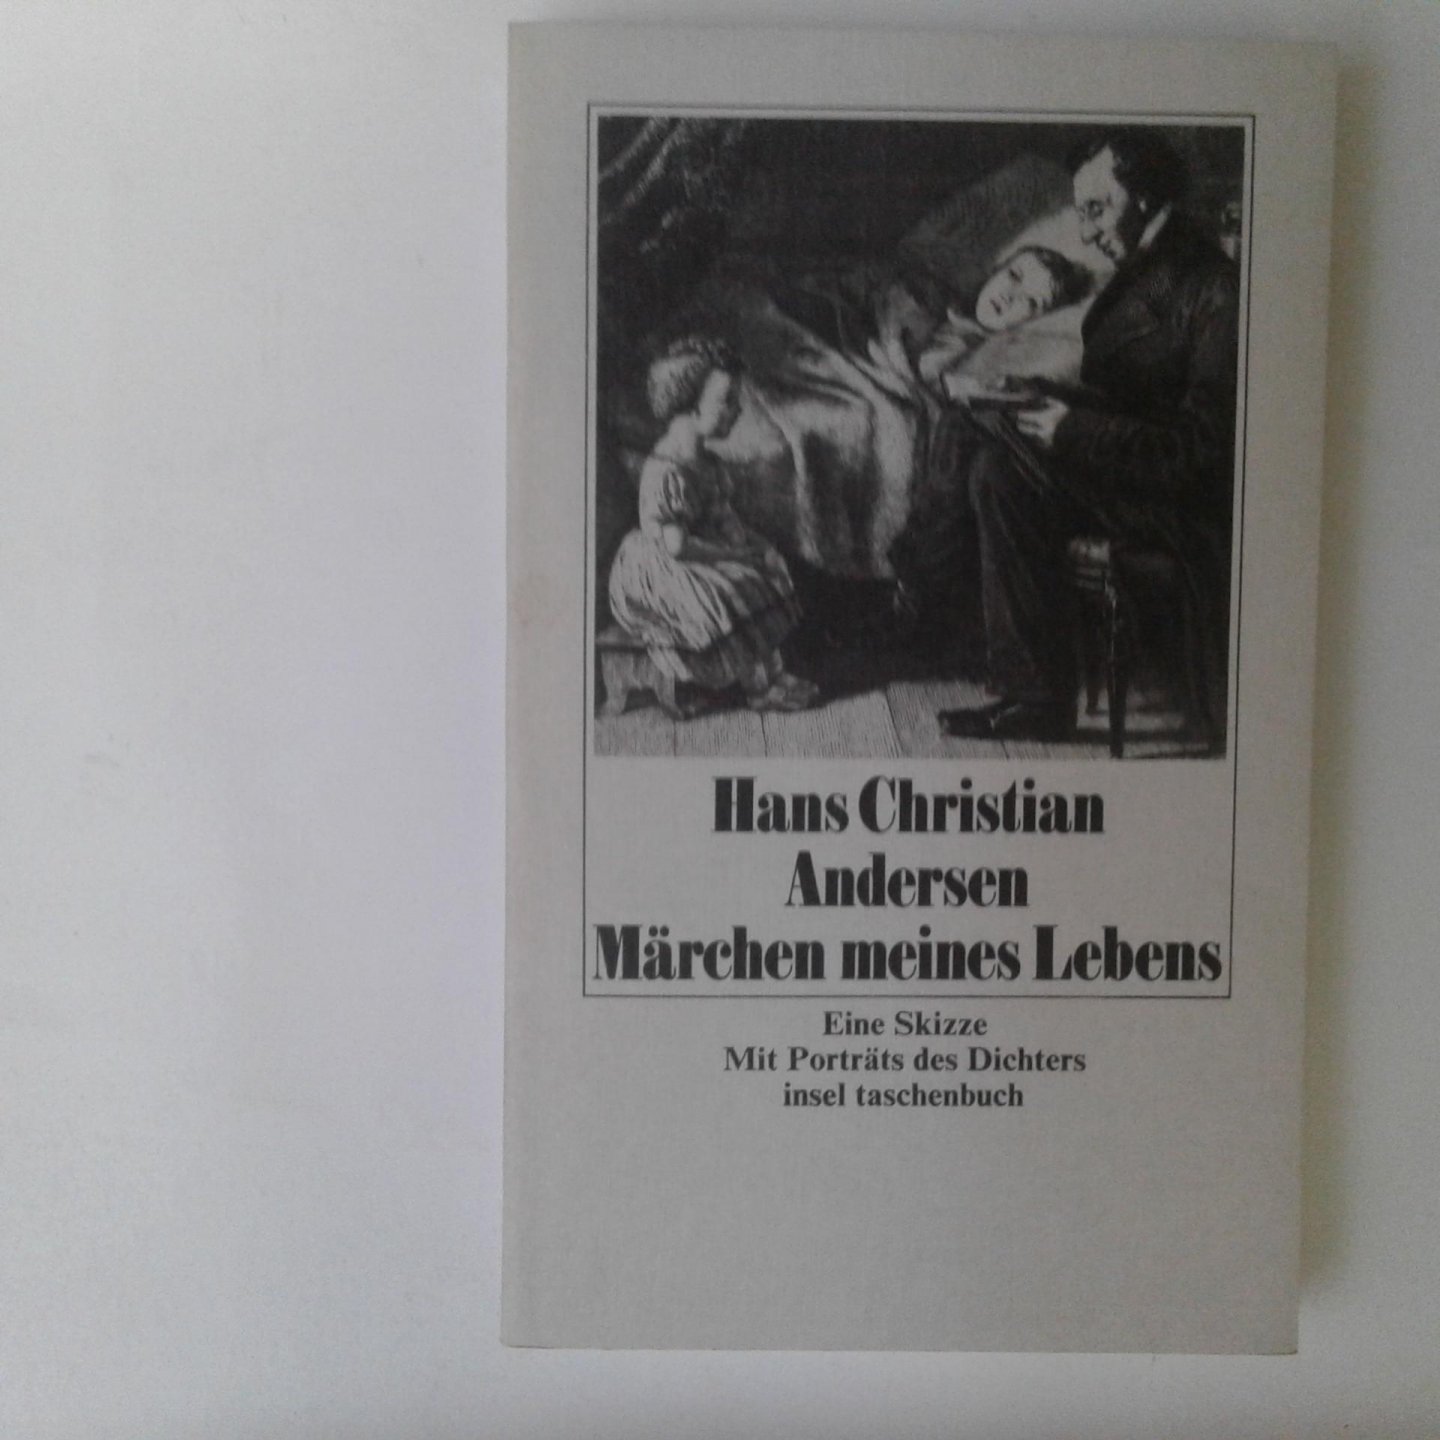 Hans Christian
Andersen
Märchen meines Lebens
Eine Skizze
Mit Porträts des Dichters
insel taschenbuch